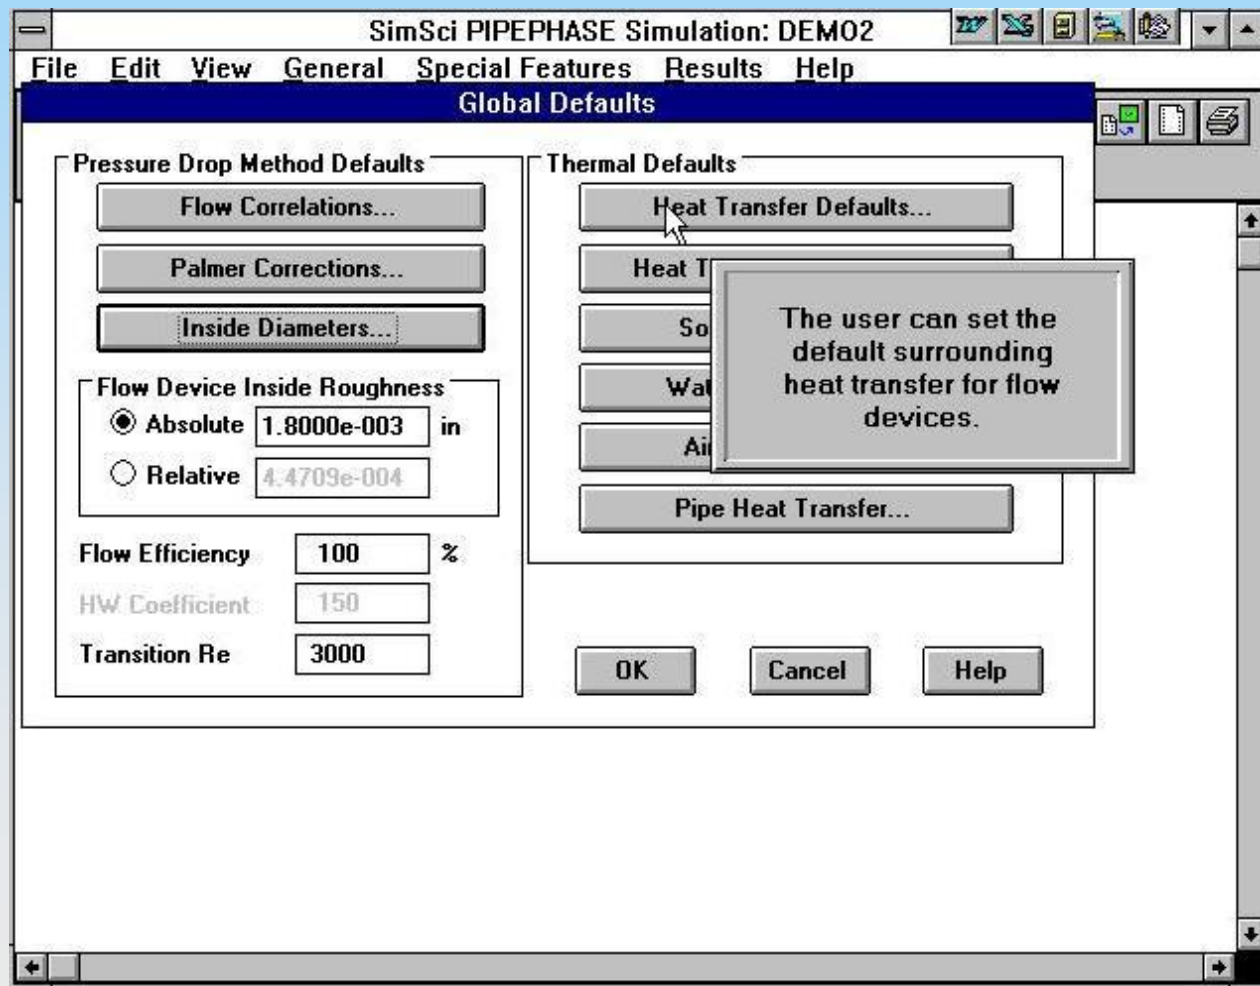 SimSci PIPEPHASE Simulation: DEMO2
File Edit View General Special Features Results Help
Global Defaults
Pressure Drop Method Defaults
Flow Correlations...
Palmer Corrections...
Inside Diameters...
Flow Device Inside Roughness
Absolute 1.8000e-003 in
Relative 4.4709e-004
Flow Efficiency 100 %
HW Coefficient 150
Transition Re 3000
Thermal Defaults
Heat Transfer Defaults...
Heat
The user can set the
default surrounding
heat transfer for flow
devices.
Pipe Heat Transfer...
OK Cancel Help